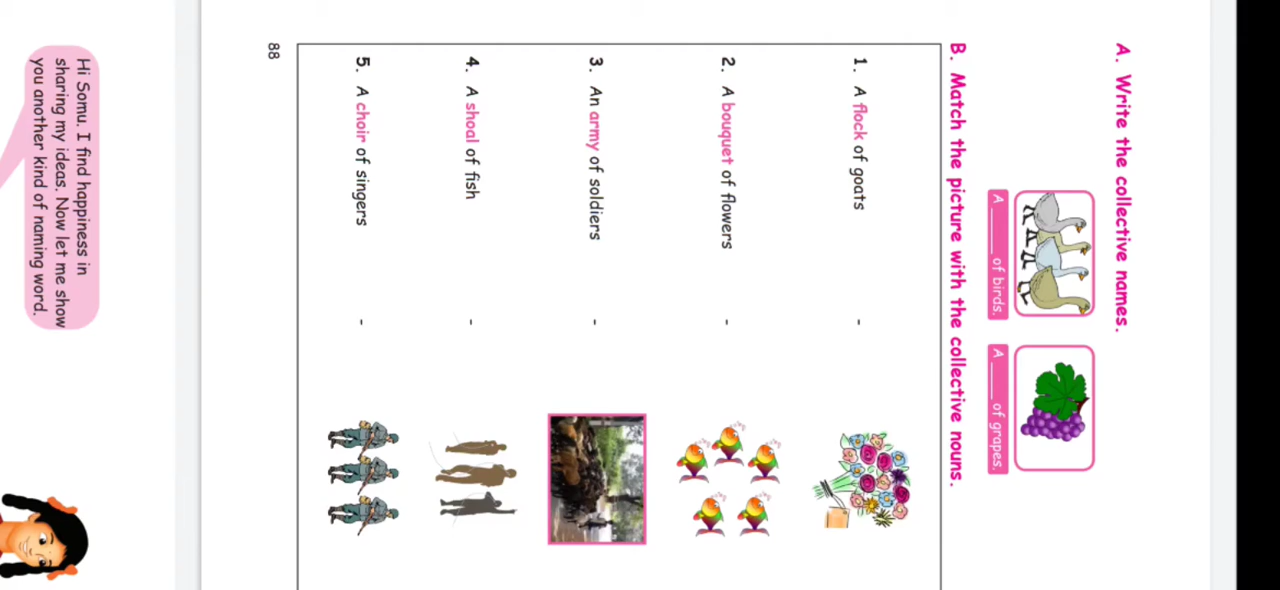 A. Write the collective names.
A ______ of birds.
A ______ of grapes.
B. Match the picture with the collective nouns.
1. A flock of goats -
2. A bouquet of flowers -
3. An army of soldiers -
4. A shoal of fish -
5. A choir of singers -
88
Hi Somu. I find happiness in
sharing my ideas. Now let me show
you another kind of naming word.